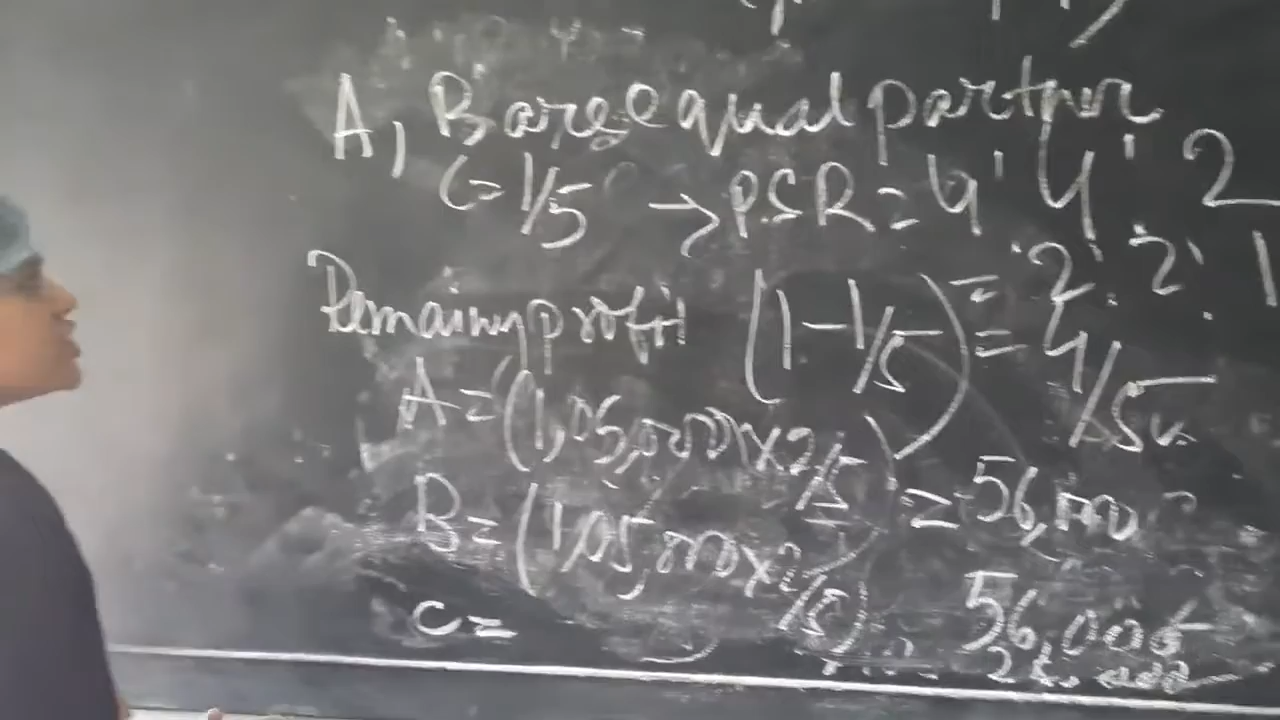 A, B are equal partner
C = 1/5 → PSR = 4 : 4 : 2
= 2 : 2 : 1
Remaining profit (1 - 1/5) = 4/5
A = (1,05,000 x 2/5) = 56,000
B = (1,05,000 x 2/5) 56,000
C =